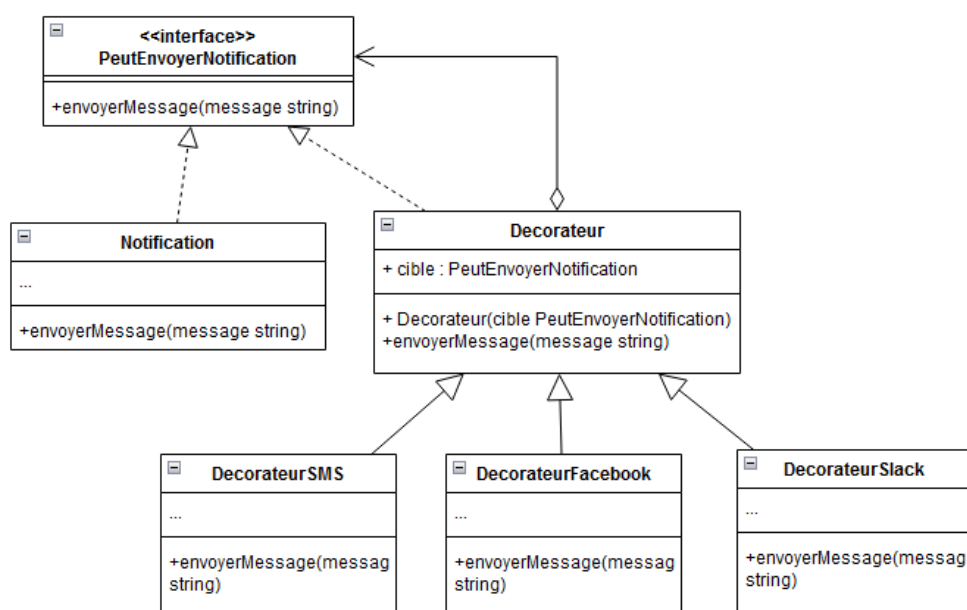 <<interface>>
PeutEnvoyerNotification
+envoyerMessage(message string)
Notification
...
+envoyerMessage(message string)
Decorateur
+ cible : PeutEnvoyerNotification
+ Decorateur(cible PeutEnvoyerNotification)
+envoyerMessage(message string)
DecorateurSMS
...
+envoyerMessage(messag
string)
DecorateurFacebook
...
+envoyerMessage(messag
string)
DecorateurSlack
...
+envoyerMessage(messag
string)